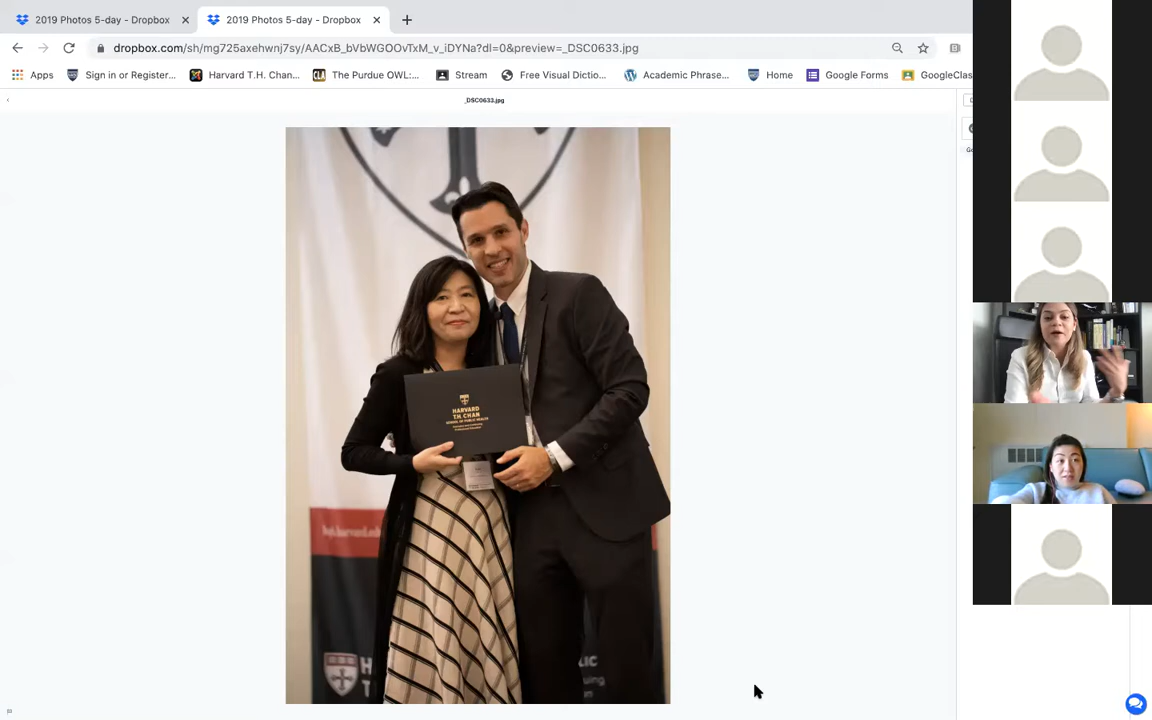 2019 Photos 5-day - Dropbox
2019 Photos 5-day - Dropbox
dropbox.com/sh/mg725axehwnj7sy/AACxB_bVbWGOOvTxM_v_iDYNa?dl=0&preview=_DSC0633.jpg
Apps
Sign in or Register...
Harvard T.H. Chan...
The Purdue OWL:...
Stream
Free Visual Dictio...
Academic Phrase...
Home
Google Forms
GoogleClas
_DSC0633.jpg
HARVARD
T.H. CHAN
SCHOOL OF PUBLIC HEALTH